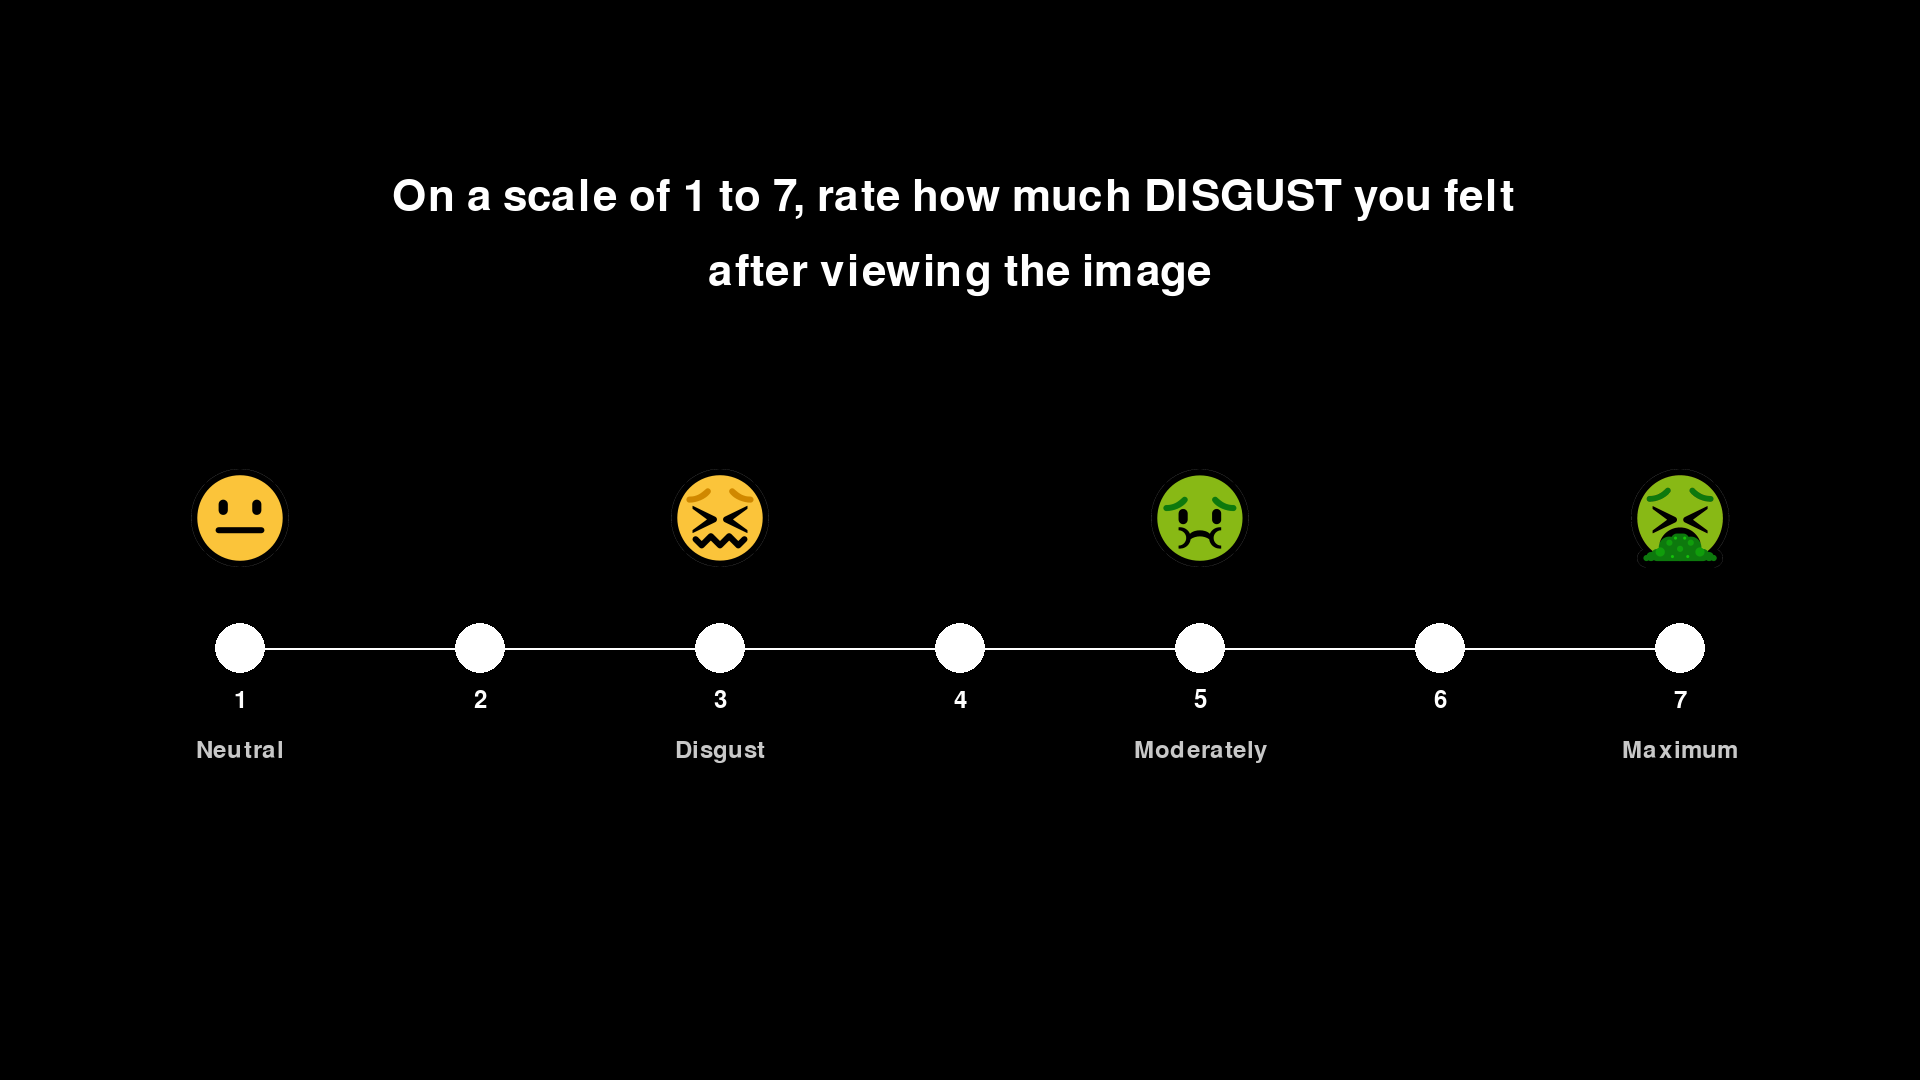 On a scale of 1 to 7, rate how much DISGUST you felt
after viewing the image
1 2 3 4 5 6 7
Neutral Disgust Moderately Maximum